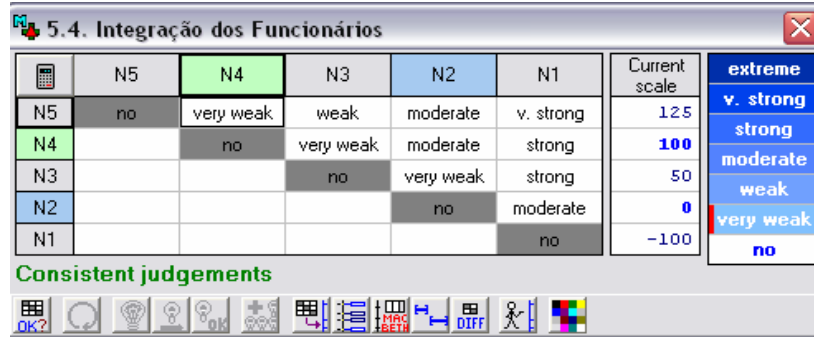 5.4. Integração dos Funcionários
N5 N4 N3 N2 N1 Current scale
N5 no very weak weak moderate v. strong 125
N4 no very weak moderate strong 100
N3 no very weak strong 50
N2 no moderate 0
N1 no -100
extreme
v. strong
strong
moderate
weak
very weak
no
Consistent judgements
OK? OK MAC BETH DIFF